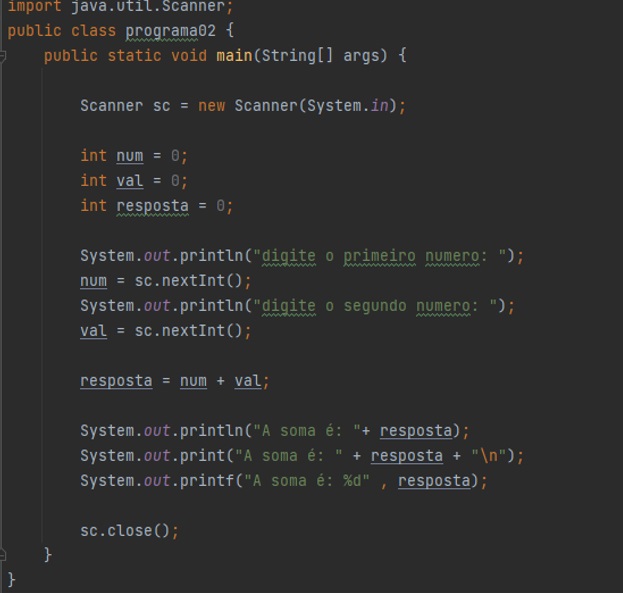 import java.util.Scanner;
public class programa02 {
public static void main(String[] args) {
Scanner sc = new Scanner(System.in);
int num = 0;
int val = 0;
int resposta = 0;
System.out.println("digite o primeiro numero: ");
num = sc.nextInt();
System.out.println("digite o segundo numero: ");
val = sc.nextInt();
resposta = num + val;
System.out.println("A soma é: "+ resposta);
System.out.print("A soma é: " + resposta + "\n");
System.out.printf("A soma é: %d" , resposta);
sc.close();
}
}